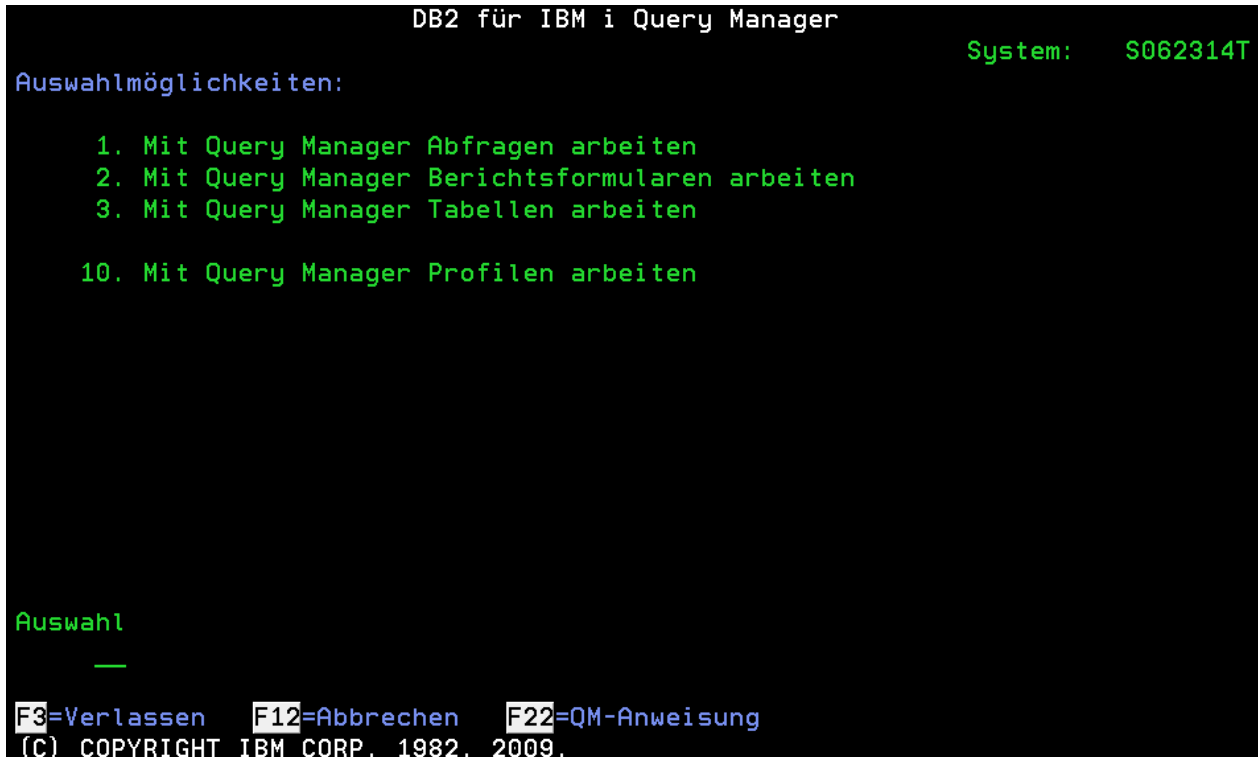 DB2 für IBM i Query Manager
System: S062314T
Auswahlmöglichkeiten:
1. Mit Query Manager Abfragen arbeiten
2. Mit Query Manager Berichtsformularen arbeiten
3. Mit Query Manager Tabellen arbeiten
10. Mit Query Manager Profilen arbeiten
Auswahl
F3=Verlassen F12=Abbrechen F22=QM-Anweisung
(C) COPYRIGHT IBM CORP. 1982, 2009.